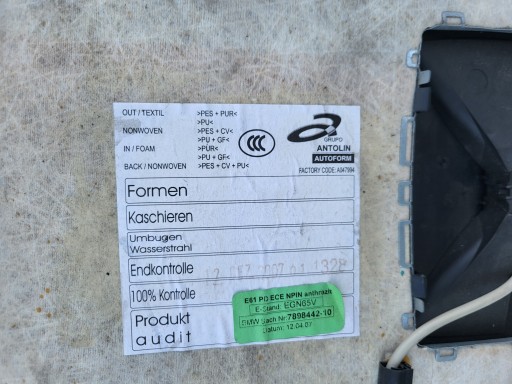 OUT / TEXTIL >PES + PUR<
>PU<
NONWOVEN >PES + CV<
>PU + GF<
IN / FOAM >PUR<
>PU + GF<
BACK / NONWOVEN >PES + CV + PU<
CCC
GRUPO
ANTOLIN
AUTOFORM
FACTORY CODE: A047994
Formen
Kaschieren
Umbugen
Wasserstrahl
Endkontrolle
100% Kontrolle
Produkt
audit
E61 PD ECE NPIN anthrazit
E-Stand: EGN65V
BMW Sach Nr.7898442-10
Datum: 12.04.07